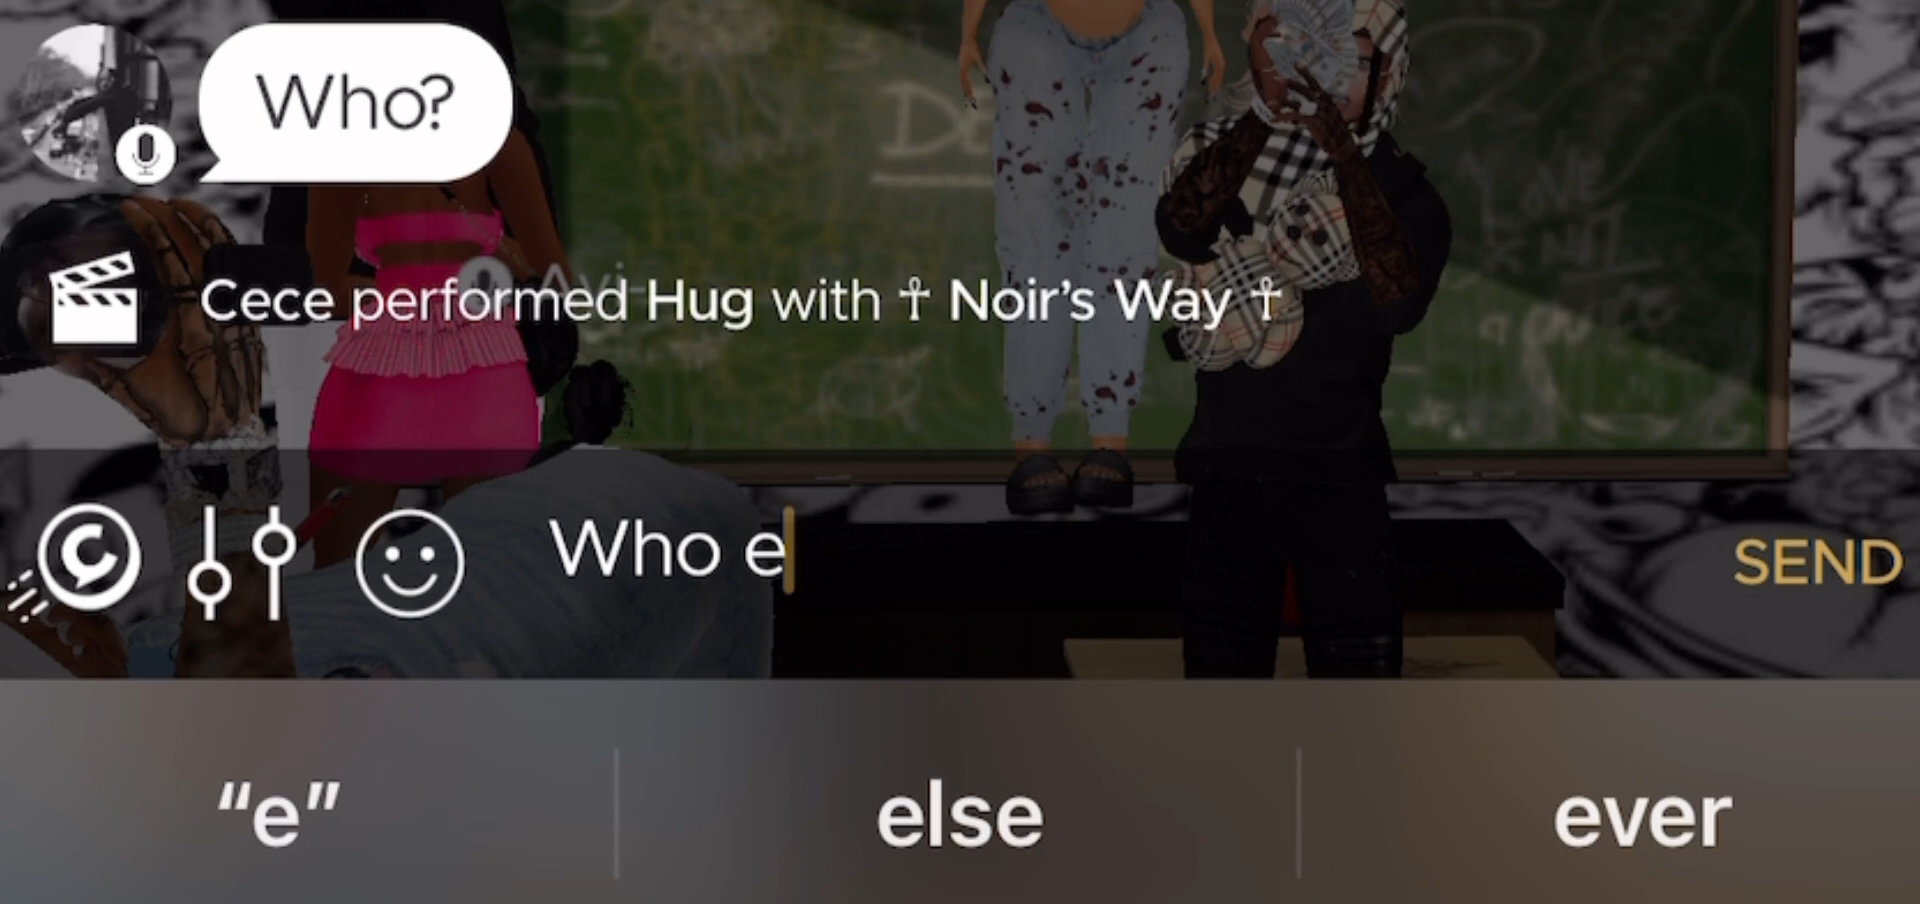 Who?
Cece performed Hug with ☥ Noir's Way ☥
Who e
SEND
“e”
else
ever